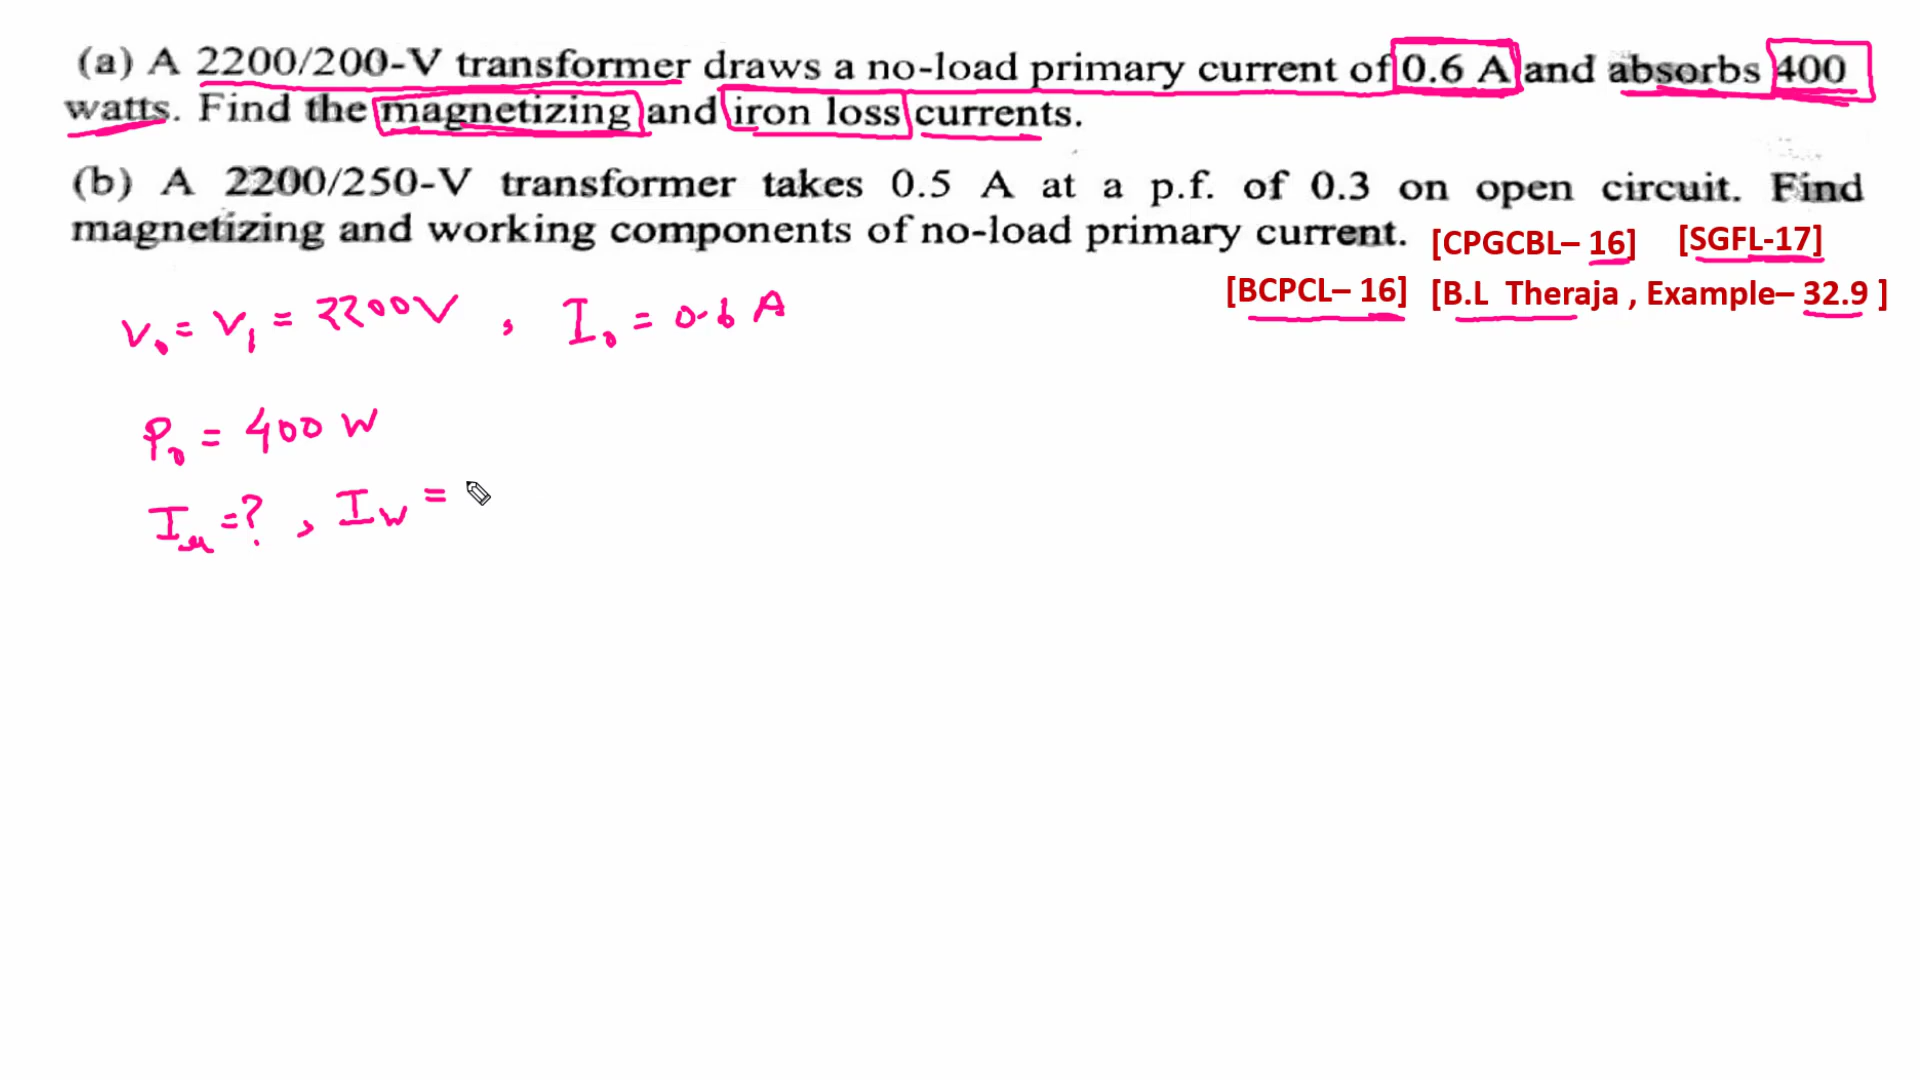 (a) A 2200/200-V transformer draws a no-load primary current of 0.6 A and absorbs 400
watts. Find the magnetizing and iron loss currents.
(b) A 2200/250-V transformer takes 0.5 A at a p.f. of 0.3 on open circuit. Find
magnetizing and working components of no-load primary current. [CPGCBL– 16] [SGFL-17]
[BCPCL– 16] [B.L Theraja , Example– 32.9 ]
V₀ = V₁ = 2200V , I₀ = 0.6 A
P₀ = 400 W
Iμ = ? , I_W =